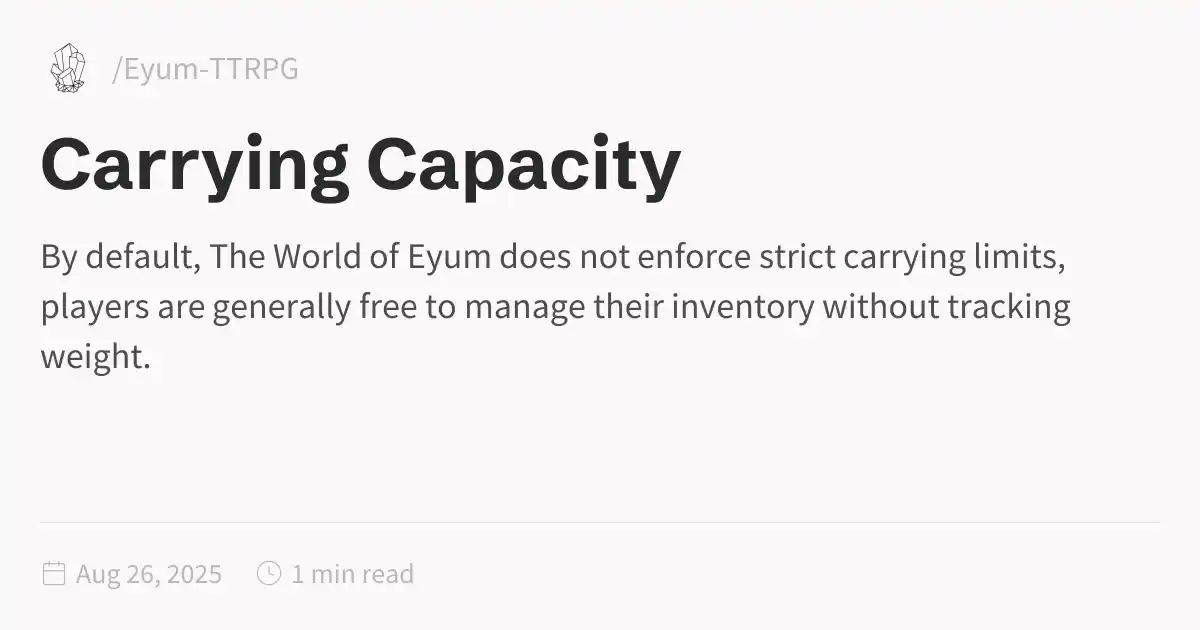 /Eyum-TTRPG
Carrying Capacity
By default, The World of Eyum does not enforce strict carrying limits,
players are generally free to manage their inventory without tracking
weight.
Aug 26, 2025 1 min read